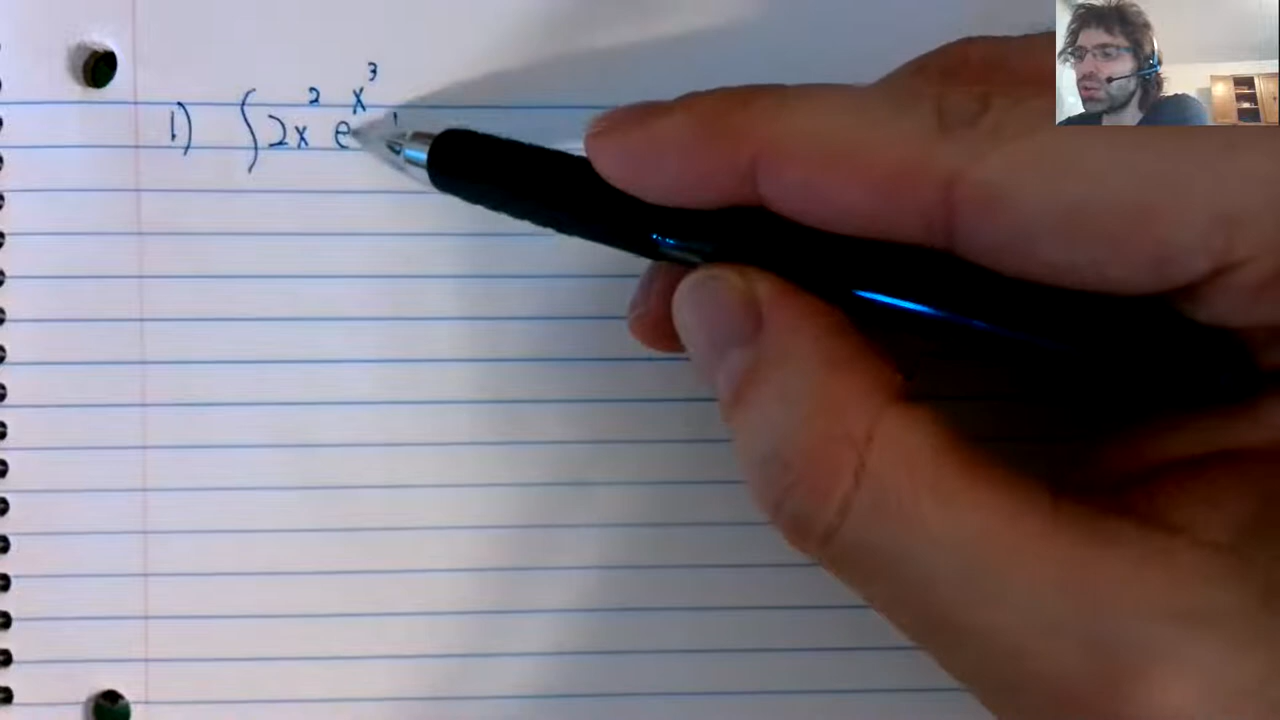 1) ∫ 2x² e^x³